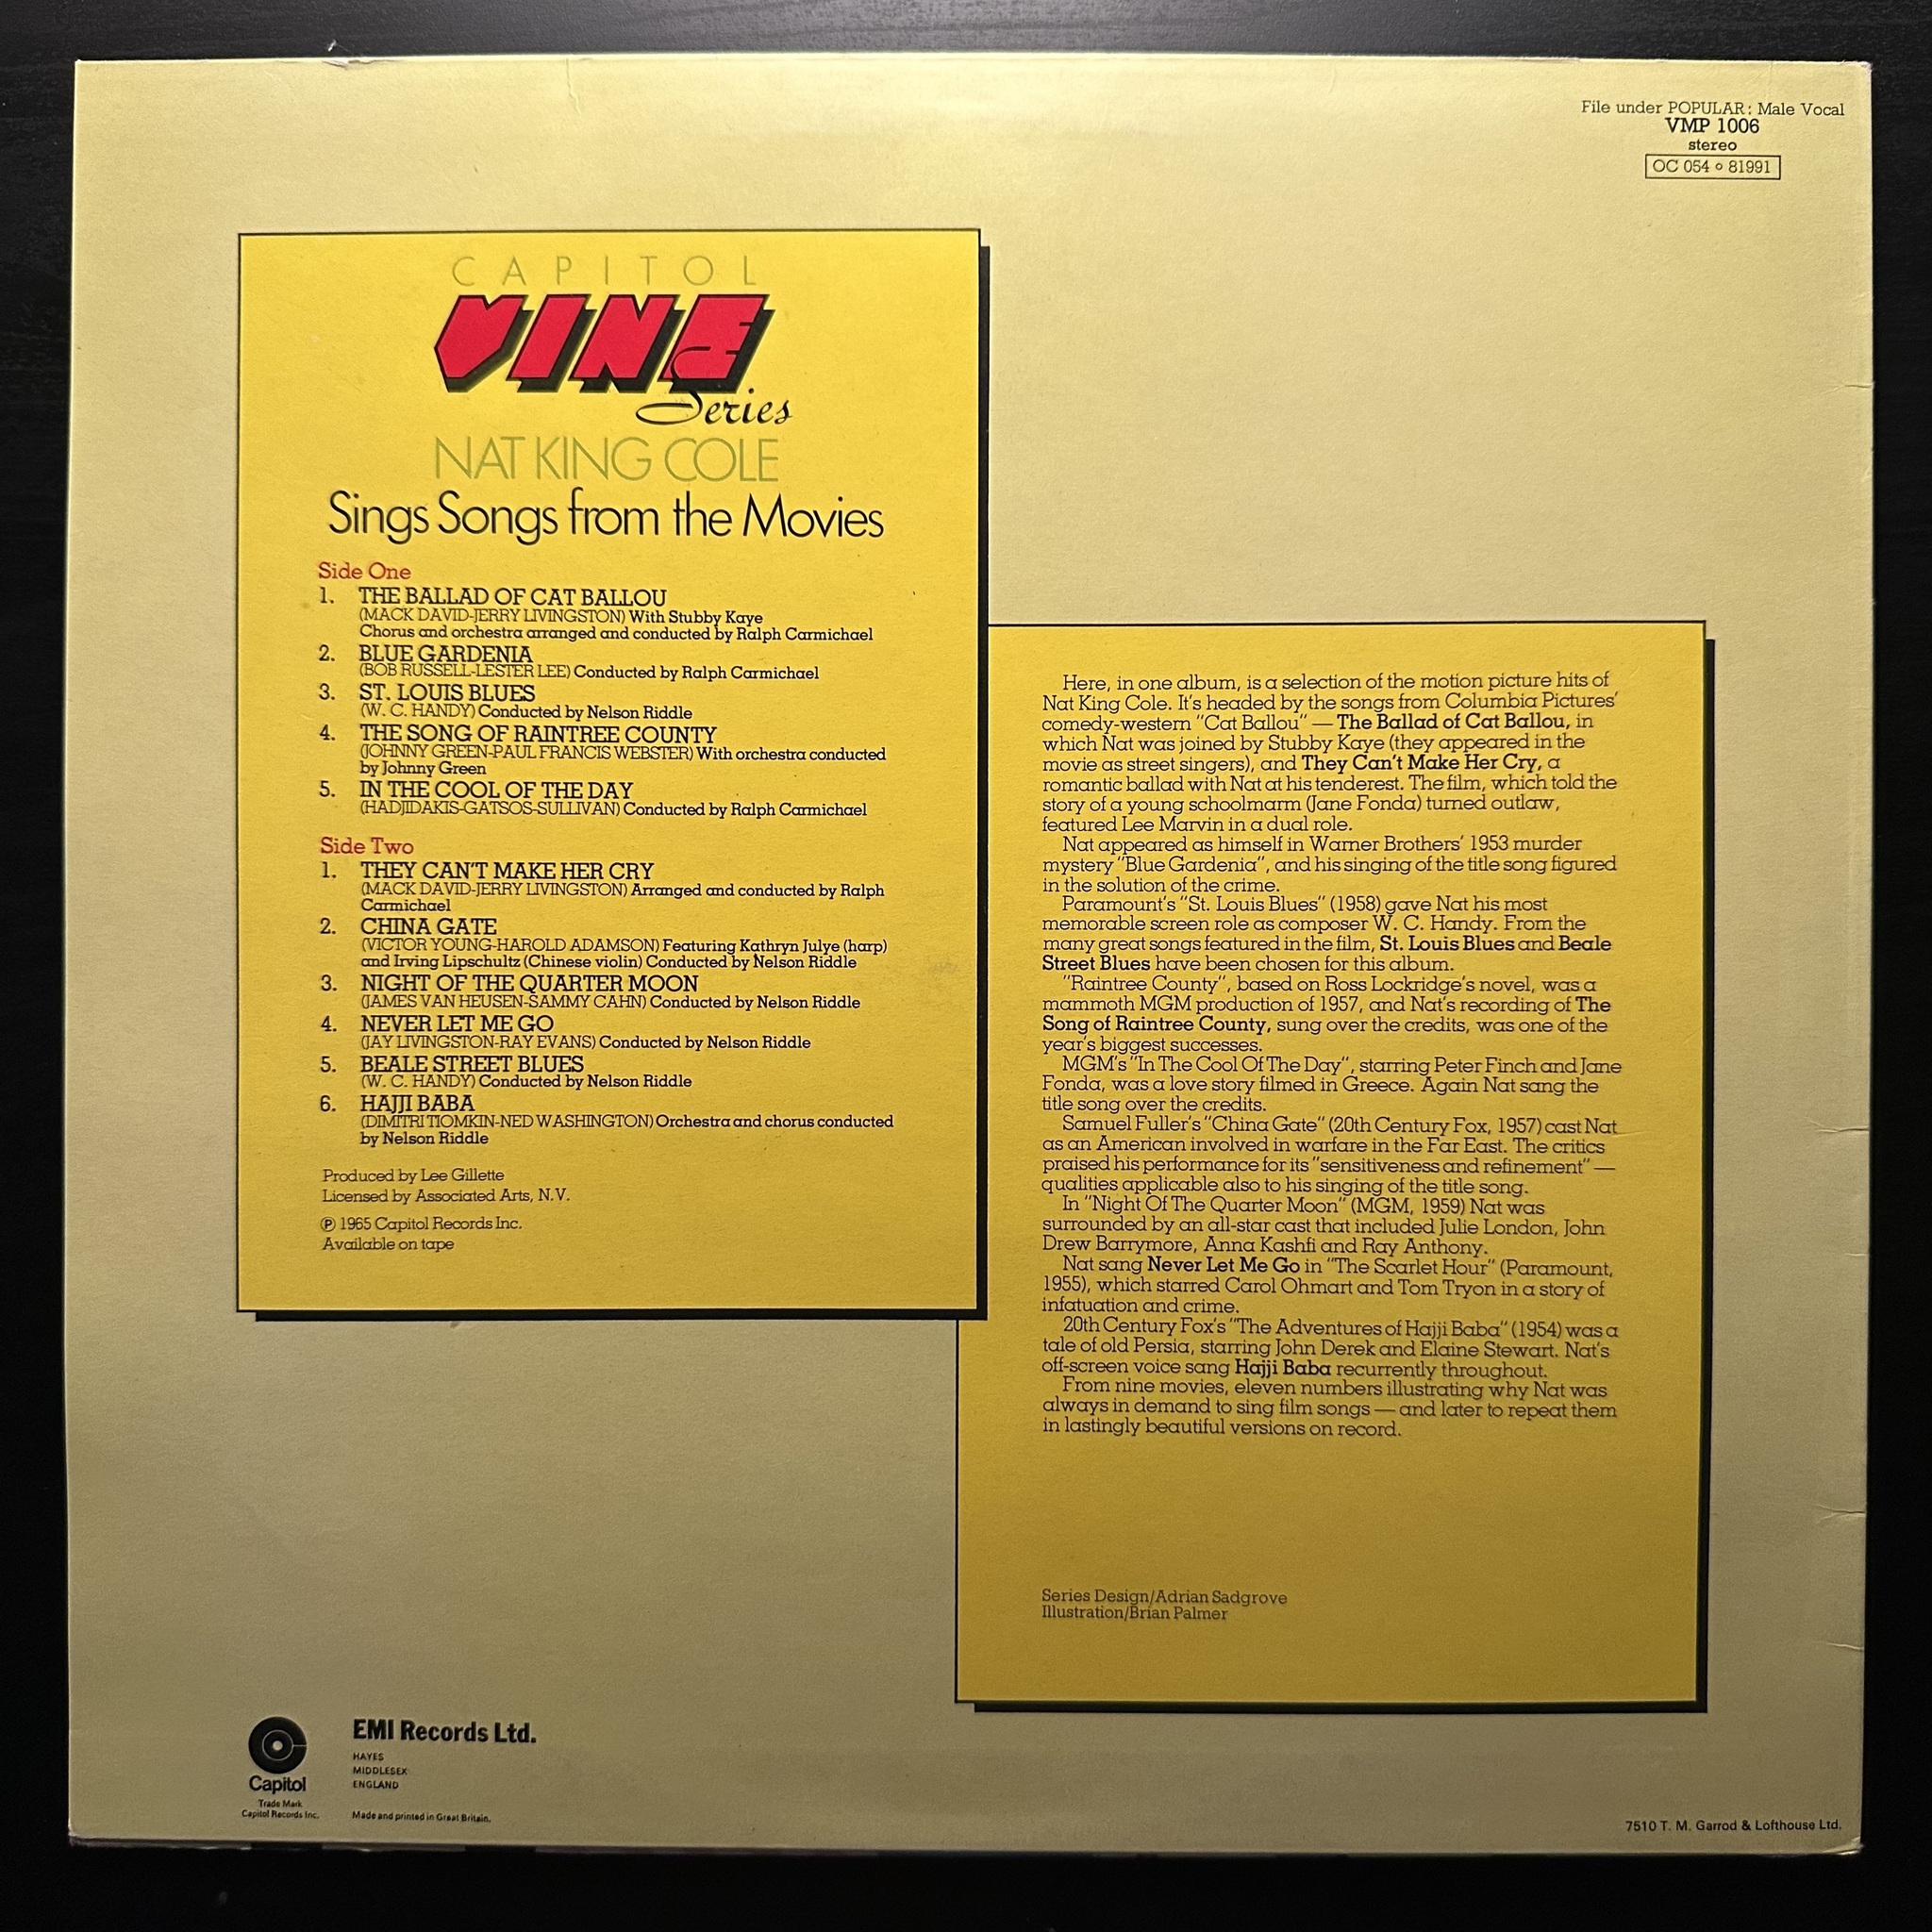 File under POPULAR: Male Vocal
VMP 1006
stereo
OC 054 ∘ 81991
CAPITOL
VINE
Series
NAT KING COLE
Sings Songs from the Movies
Side One
1. THE BALLAD OF CAT BALLOU
(MACK DAVID-JERRY LIVINGSTON) With Stubby Kaye
Chorus and orchestra arranged and conducted by Ralph Carmichael
2. BLUE GARDENIA
(BOB RUSSELL-LESTER LEE) Conducted by Ralph Carmichael
3. ST. LOUIS BLUES
(W. C. HANDY) Conducted by Nelson Riddle
4. THE SONG OF RAINTREE COUNTY
(JOHNNY GREEN-PAUL FRANCIS WEBSTER) With orchestra conducted
by Johnny Green
5. IN THE COOL OF THE DAY
(HADJIDAKIS-GATSOS-SULLIVAN) Conducted by Ralph Carmichael
Side Two
1. THEY CAN'T MAKE HER CRY
(MACK DAVID-JERRY LIVINGSTON) Arranged and conducted by Ralph
Carmichael
2. CHINA GATE
(VICTOR YOUNG-HAROLD ADAMSON) Featuring Kathryn Julye (harp)
and Irving Lipschultz (Chinese violin) Conducted by Nelson Riddle
3. NIGHT OF THE QUARTER MOON
(JAMES VAN HEUSEN-SAMMY CAHN) Conducted by Nelson Riddle
4. NEVER LET ME GO
(JAY LIVINGSTON-RAY EVANS) Conducted by Nelson Riddle
5. BEALE STREET BLUES
(W. C. HANDY) Conducted by Nelson Riddle
6. HAJJI BABA
(DIMITRI TIOMKIN-NED WASHINGTON) Orchestra and chorus conducted
by Nelson Riddle
Produced by Lee Gillette
Licensed by Associated Arts, N.V.
℗ 1965 Capitol Records Inc.
Available on tape
Here, in one album, is a selection of the motion picture hits of
Nat King Cole. It's headed by the songs from Columbia Pictures'
comedy-western "Cat Ballou" — The Ballad of Cat Ballou, in
which Nat was joined by Stubby Kaye (they appeared in the
movie as street singers), and They Can't Make Her Cry, a
romantic ballad with Nat at his tenderest. The film, which told the
story of a young schoolmarm (Jane Fonda) turned outlaw,
featured Lee Marvin in a dual role.
Nat appeared as himself in Warner Brothers' 1953 murder
mystery "Blue Gardenia", and his singing of the title song figured
in the solution of the crime.
Paramount's "St. Louis Blues" (1958) gave Nat his most
memorable screen role as composer W. C. Handy. From the
many great songs featured in the film, St. Louis Blues and Beale
Street Blues have been chosen for this album.
"Raintree County", based on Ross Lockridge's novel, was a
mammoth MGM production of 1957, and Nat's recording of The
Song of Raintree County, sung over the credits, was one of the
year's biggest successes.
MGM's "In The Cool Of The Day", starring Peter Finch and Jane
Fonda, was a love story filmed in Greece. Again Nat sang the
title song over the credits.
Samuel Fuller's "China Gate" (20th Century Fox, 1957) cast Nat
as an American involved in warfare in the Far East. The critics
praised his performance for its "sensitiveness and refinement" —
qualities applicable also to his singing of the title song.
In "Night Of The Quarter Moon" (MGM, 1959) Nat was
surrounded by an all-star cast that included Julie London, John
Drew Barrymore, Anna Kashfi and Ray Anthony.
Nat sang Never Let Me Go in "The Scarlet Hour" (Paramount,
1955), which starred Carol Ohmart and Tom Tryon in a story of
infatuation and crime.
20th Century Fox's "The Adventures of Hajji Baba" (1954) was a
tale of old Persia, starring John Derek and Elaine Stewart. Nat's
off-screen voice sang Hajji Baba recurrently throughout.
From nine movies, eleven numbers illustrating why Nat was
always in demand to sing film songs — and later to repeat them
in lastingly beautiful versions on record.
Series Design/Adrian Sadgrove
Illustration/Brian Palmer
Capitol
Trade Mark
Capitol Records Inc.
EMI Records Ltd.
HAYES
MIDDLESEX
ENGLAND
Made and printed in Great Britain.
7510 T. M. Garrod & Lofthouse Ltd.